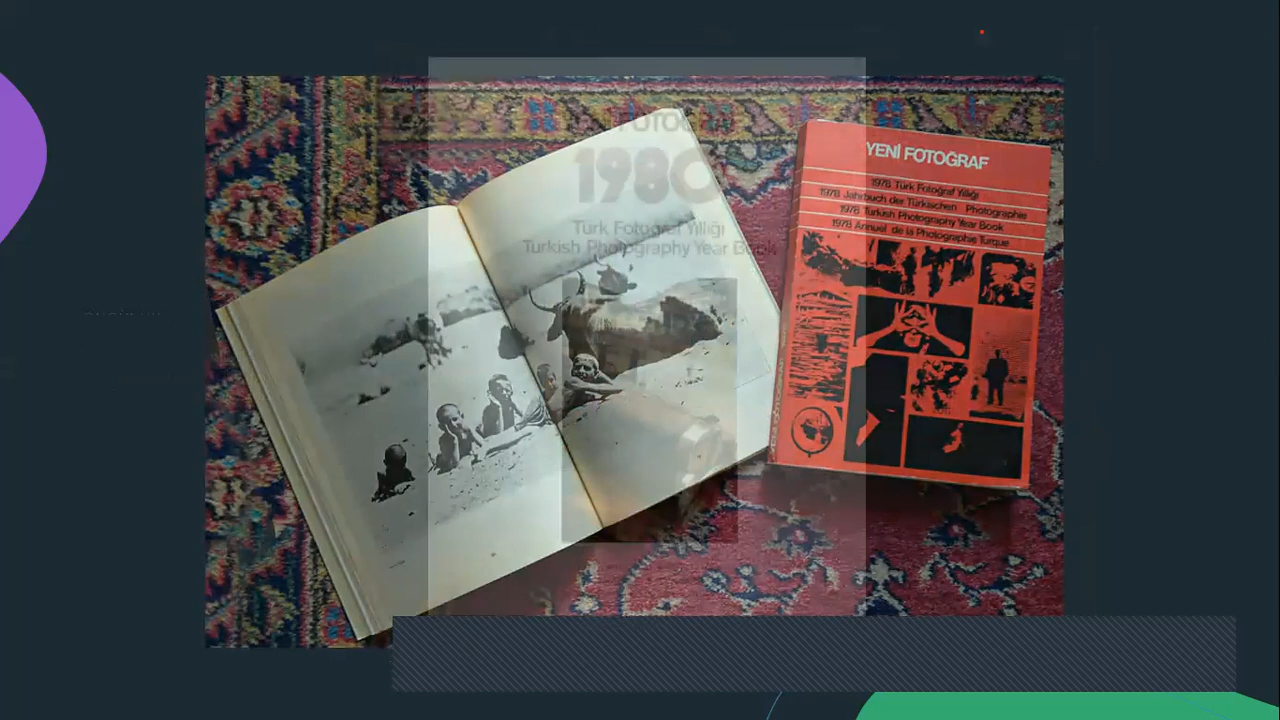 1980
Türk Fotoğraf Yıllığı
Turkish Photography Year Book
YENİ FOTOĞRAF
1978 Türk Fotoğraf Yıllığı
1978 Jahrbuch der Türkischen Photographie
1978 Turkish Photography Year Book
1978 Annuel de la Photographie Turque